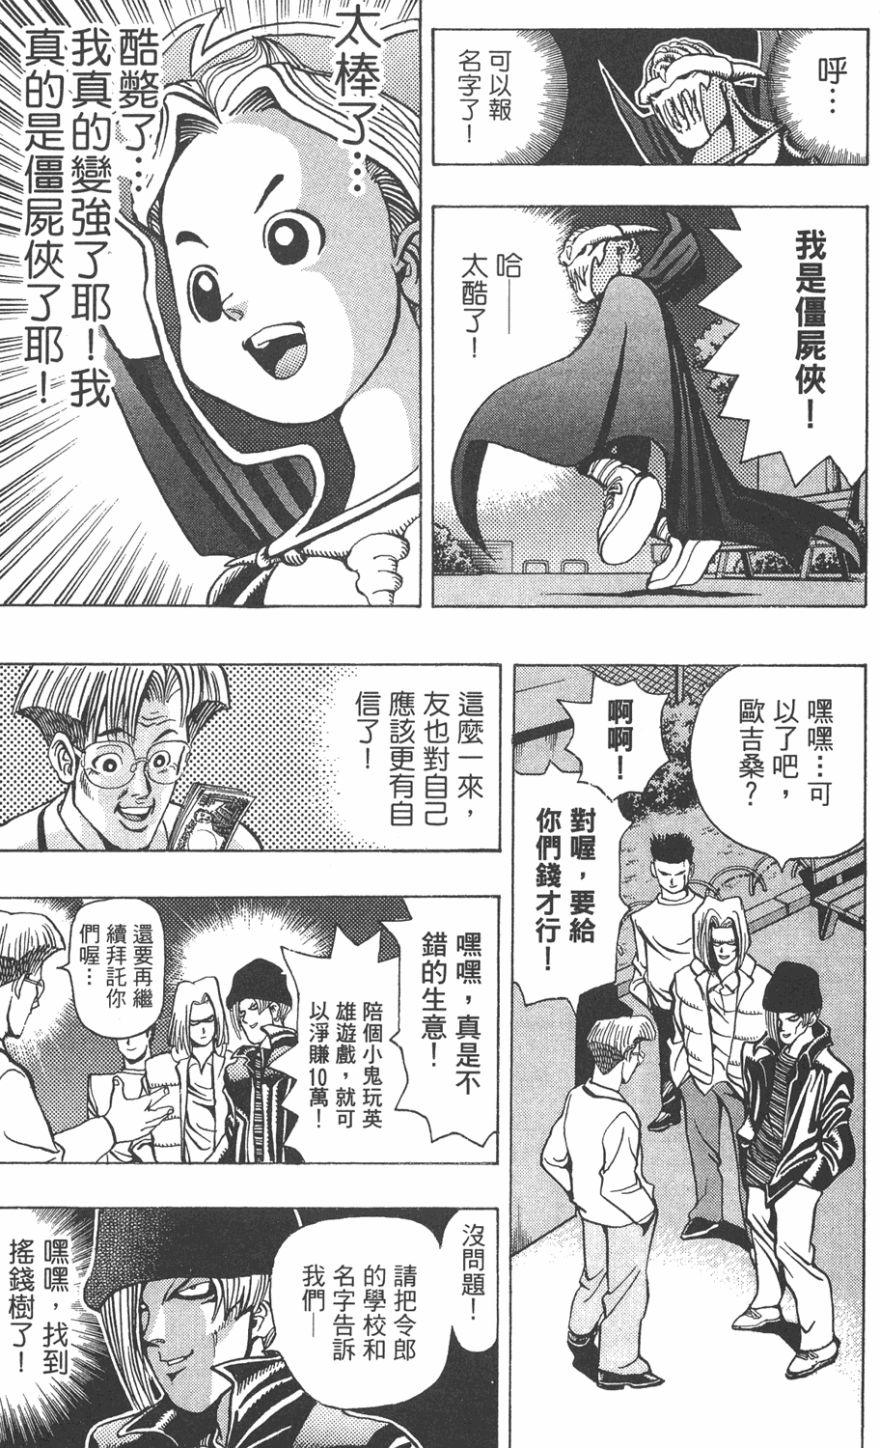 呼…
可以報
名字了！
我是僵屍俠！
哈——
太酷了！
太棒了…
酷斃了…
我真的變強了耶！我
真的是僵屍俠了耶！
嘿嘿…可
以了吧，
歐吉桑？
啊啊！
對喔，要給
你們錢才行！
這麼一來，
友也對自己
應該更有自
信了！
嘿嘿，真是不
錯的生意！
陪個小鬼玩英
雄遊戲，就可
以淨賺10萬！
還要再繼
續拜託你
們喔…
沒問題！
請把令郎
的學校和
名字告訴
我們——
嘿嘿，找到
搖錢樹了！